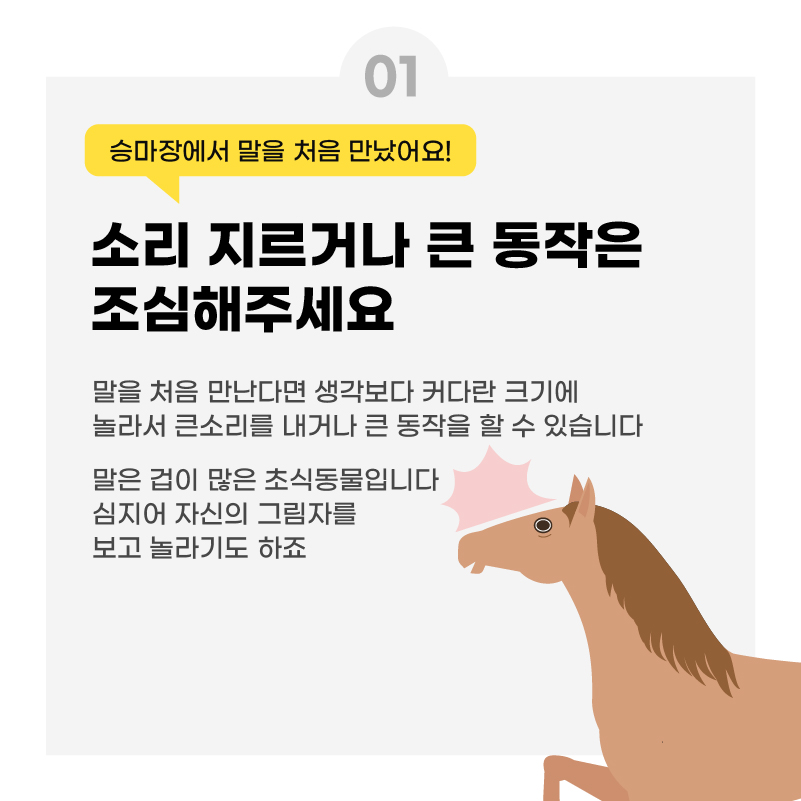 01
승마장에서 말을 처음 만났어요!
소리 지르거나 큰 동작은
조심해주세요
말을 처음 만난다면 생각보다 커다란 크기에
놀라서 큰소리를 내거나 큰 동작을 할 수 있습니다
말은 겁이 많은 초식동물입니다
심지어 자신의 그림자를
보고 놀라기도 하죠